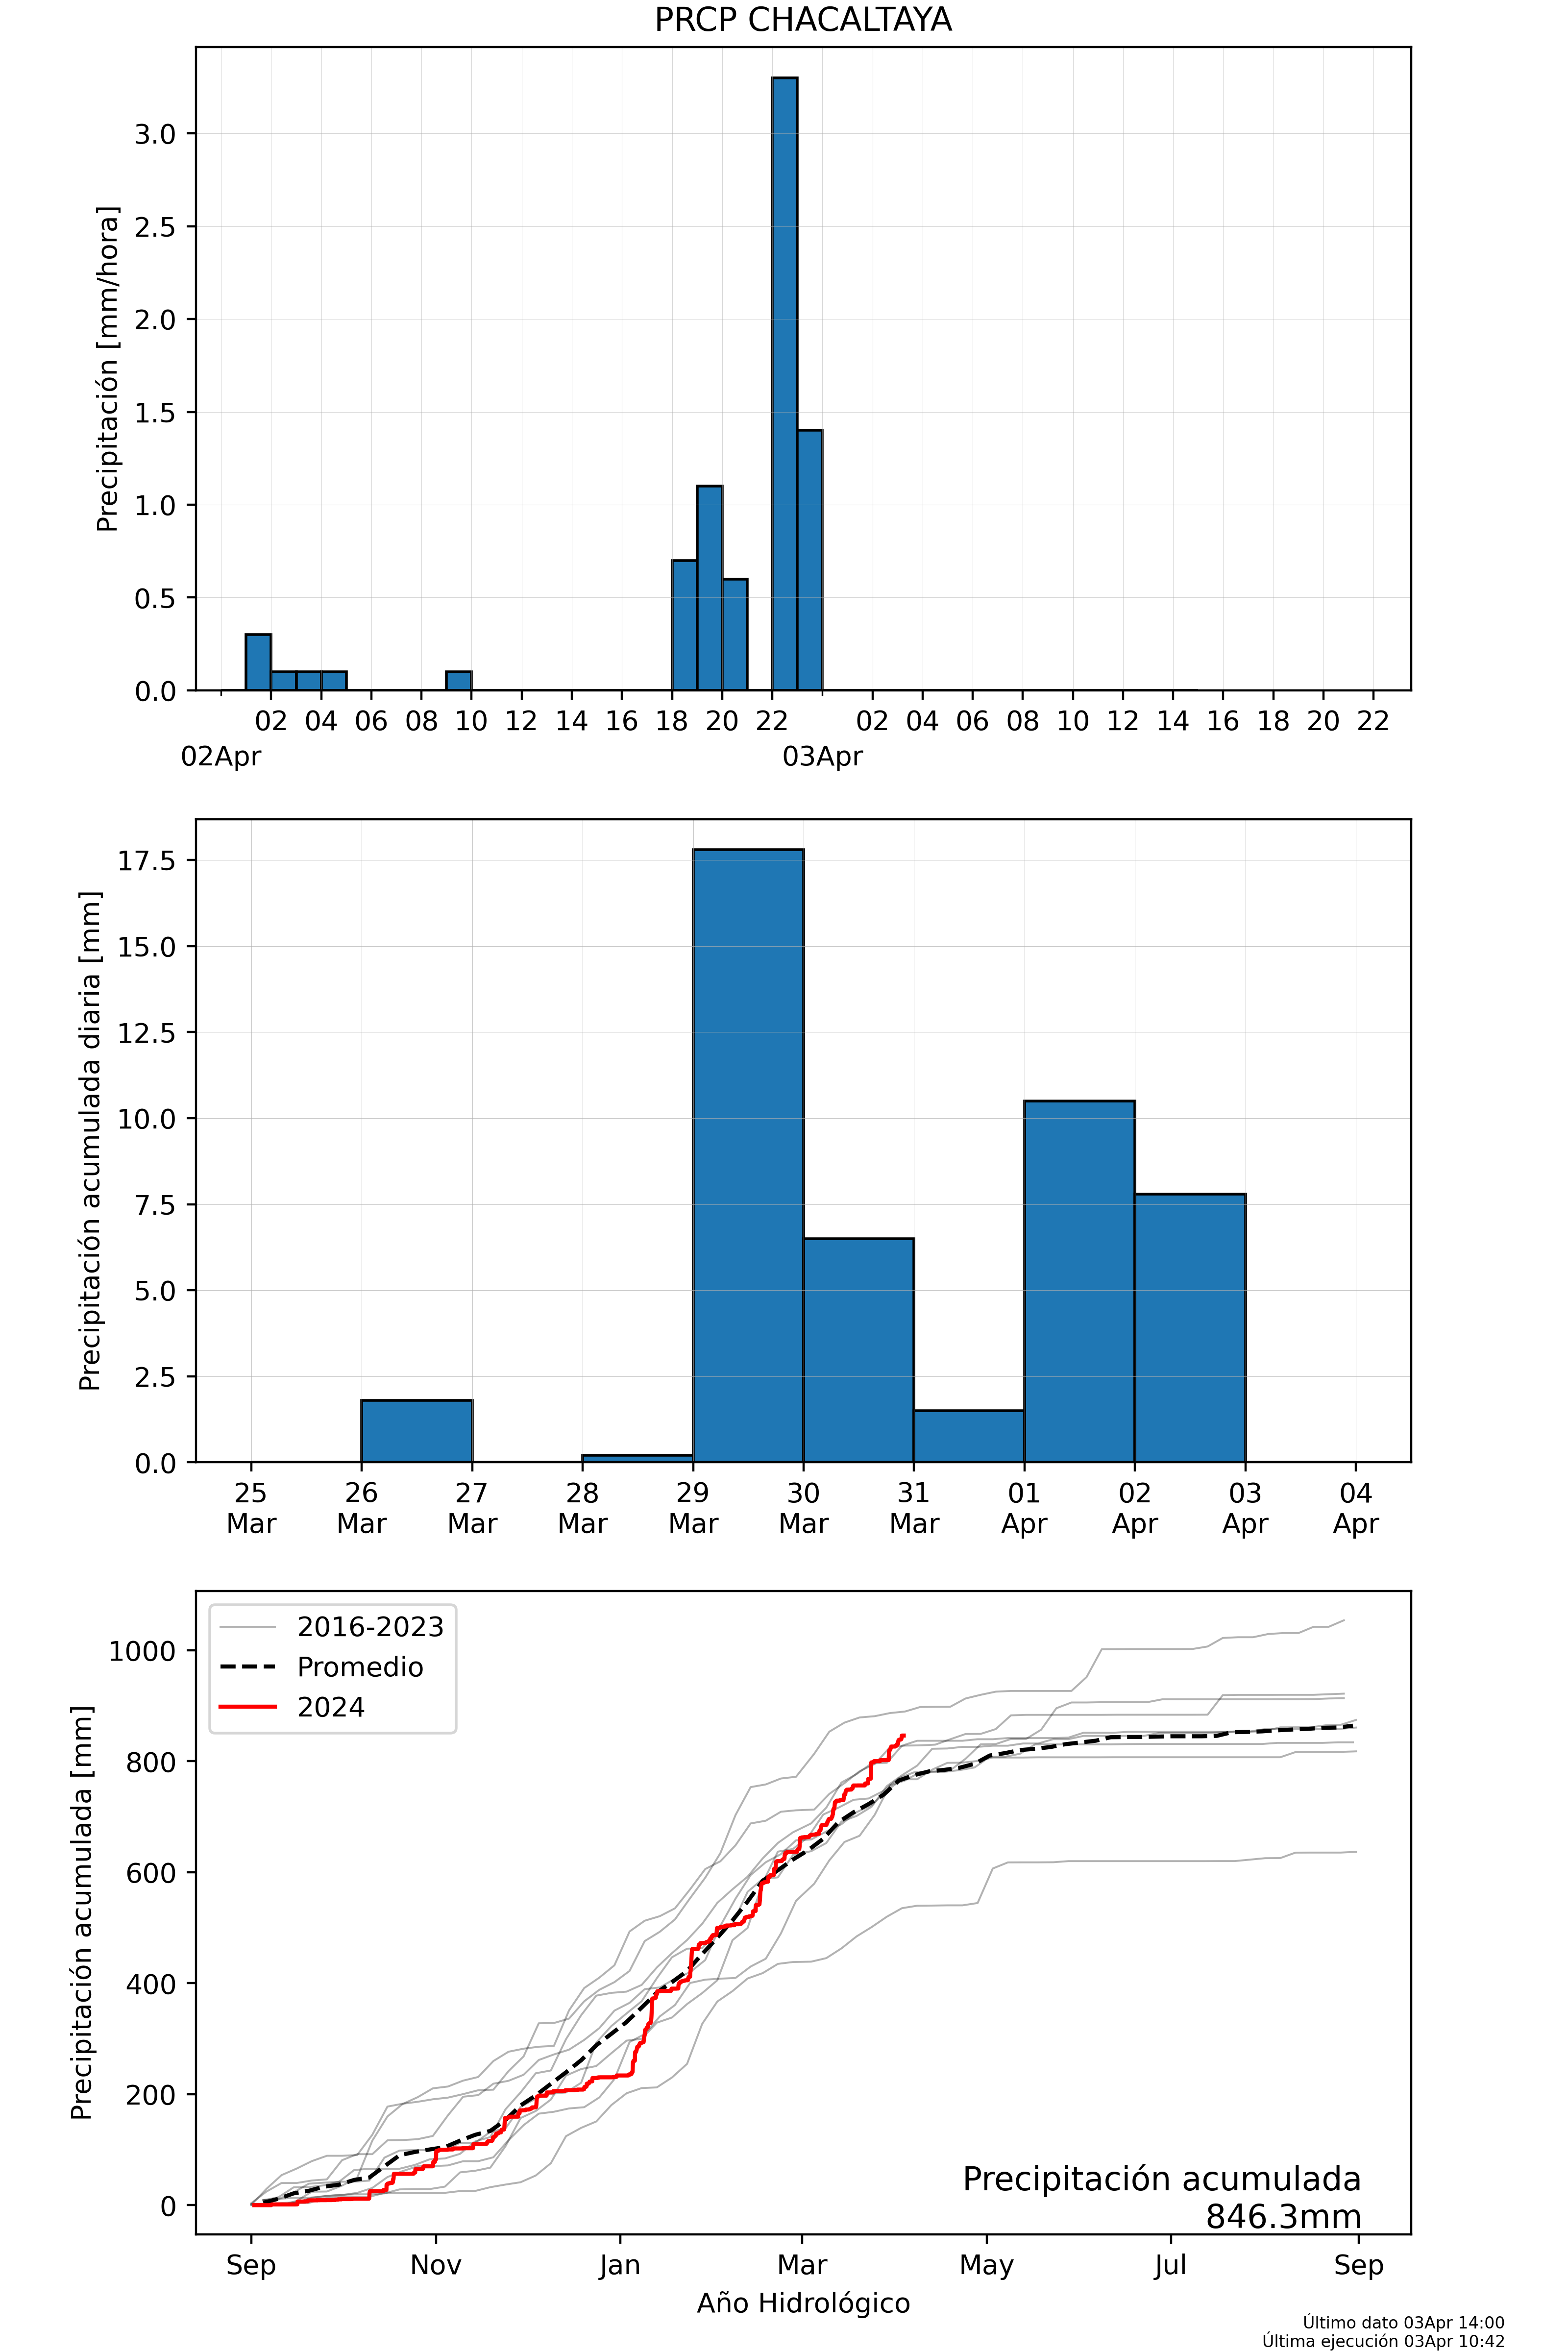 PRCP CHACALTAYA
Precipitación [mm/hora]
3.0
2.5
2.0
1.5
1.0
0.5
0.0
02 04 06 08 10 12 14 16 18 20 22 02 04 06 08 10 12 14 16 18 20 22
02Apr 03Apr
Precipitación acumulada diaria [mm]
17.5
15.0
12.5
10.0
7.5
5.0
2.5
0.0
25 26 27 28 29 30 31 01 02 03 04
Mar Mar Mar Mar Mar Mar Mar Apr Apr Apr Apr
Precipitación acumulada [mm]
1000
800
600
400
200
0
2016-2023
Promedio
2024
Precipitación acumulada
846.3mm
Sep Nov Jan Mar May Jul Sep
Año Hidrológico
Último dato 03Apr 14:00
Última ejecución 03Apr 10:42